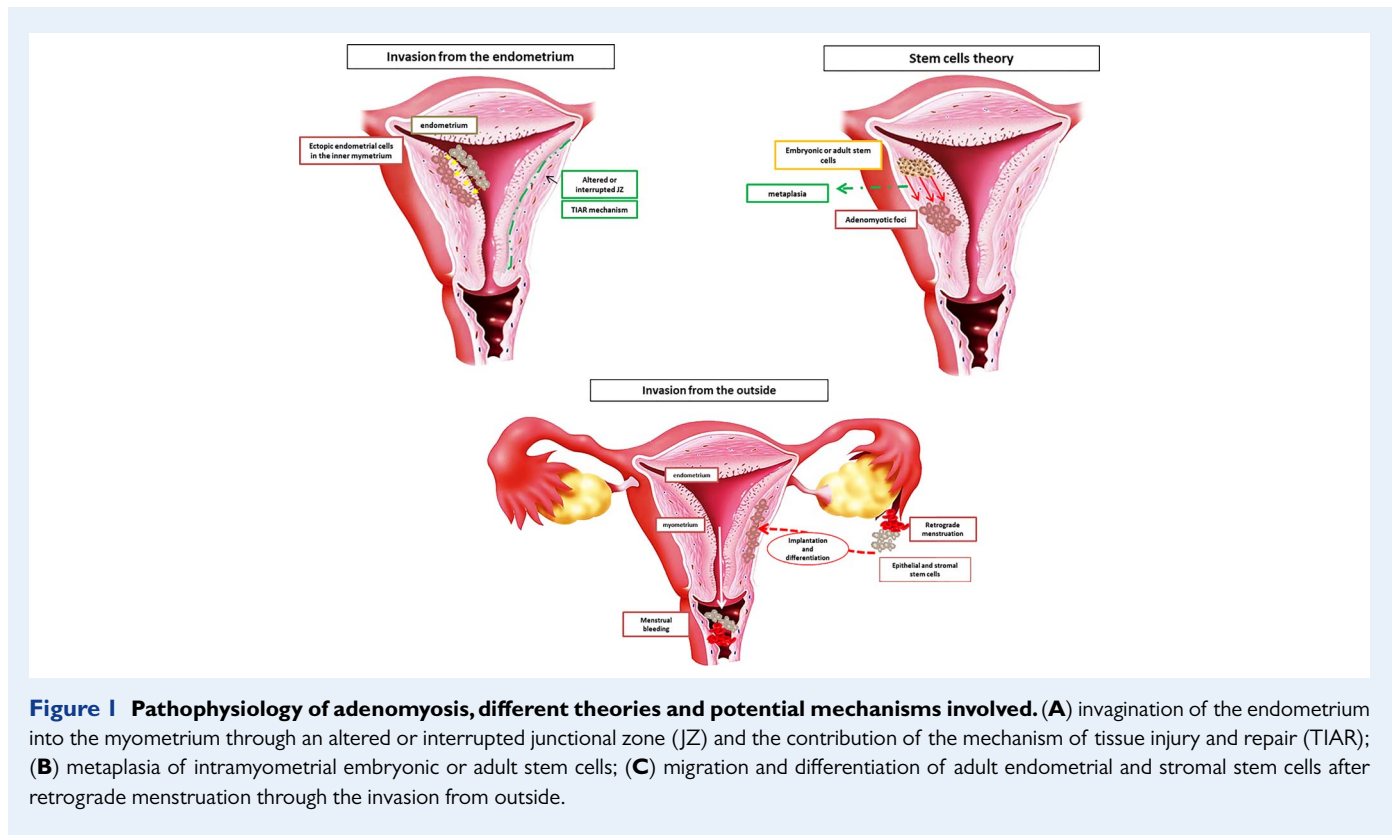 Invasion from the endometrium
endometrium
Ectopic endometrial cells
in the inner mymetrium
Altered or
interrupted JZ
TIAR mechanism
Stem cells theory
Embryonic or adult stem
cells
metaplasia
Adenomyotic foci
Invasion from the outside
endometrium
myometrium
Implantation
and
differentiation
Retrograde
menstruation
Epithelial and stromal
stem cells
Menstrual
bleeding
Figure 1 Pathophysiology of adenomyosis, different theories and potential mechanisms involved. (A) invagination of the endometrium
into the myometrium through an altered or interrupted junctional zone (JZ) and the contribution of the mechanism of tissue injury and repair (TIAR);
(B) metaplasia of intramyometrial embryonic or adult stem cells; (C) migration and differentiation of adult endometrial and stromal stem cells after
retrograde menstruation through the invasion from outside.